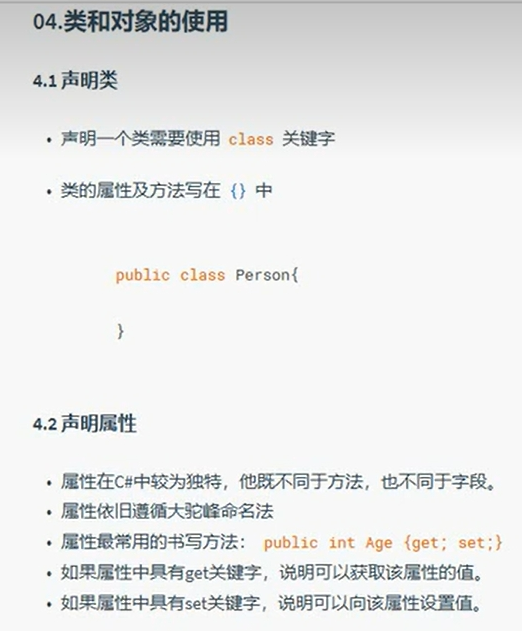 04.类和对象的使用
4.1 声明类
• 声明一个类需要使用 class 关键字
• 类的属性及方法写在 {} 中
public class Person{
}
4.2 声明属性
• 属性在C#中较为独特，他既不同于方法，也不同于字段。
• 属性依旧遵循大驼峰命名法
• 属性最常用的书写方法： public int Age {get; set;}
• 如果属性中具有get关键字，说明可以获取该属性的值。
• 如果属性中具有set关键字，说明可以向该属性设置值。